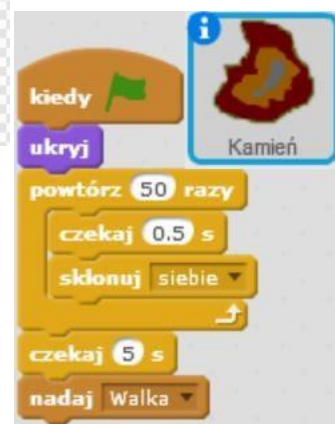 kiedy
Kamień
ukryj
powtórz 50 razy
czekaj 0.5 s
sklonuj siebie
czekaj 5 s
nadaj Walka